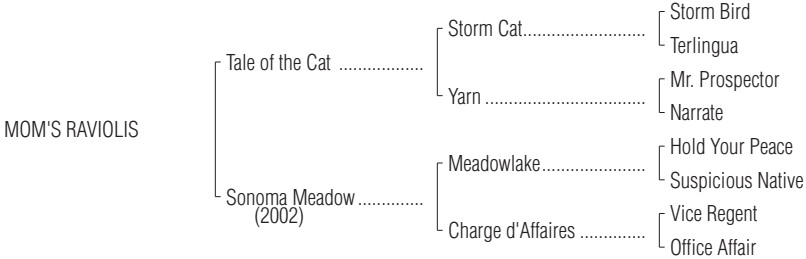 Storm Bird
Storm Cat..........................
Terlingua
Tale of the Cat ..................
Mr. Prospector
Yarn ..................................
Narrate
MOM'S RAVIOLIS
Hold Your Peace
Meadowlake......................
Suspicious Native
Sonoma Meadow ..............
(2002)
Vice Regent
Charge d'Affaires ..............
Office Affair